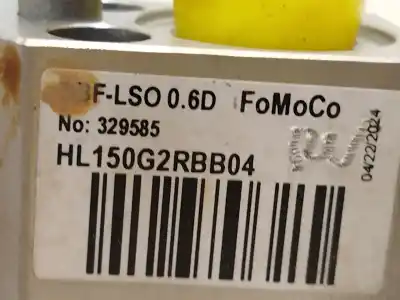 F-LSO 0.6D FoMoCo
No: 329585
HL150G2RBB04
04/22/2024